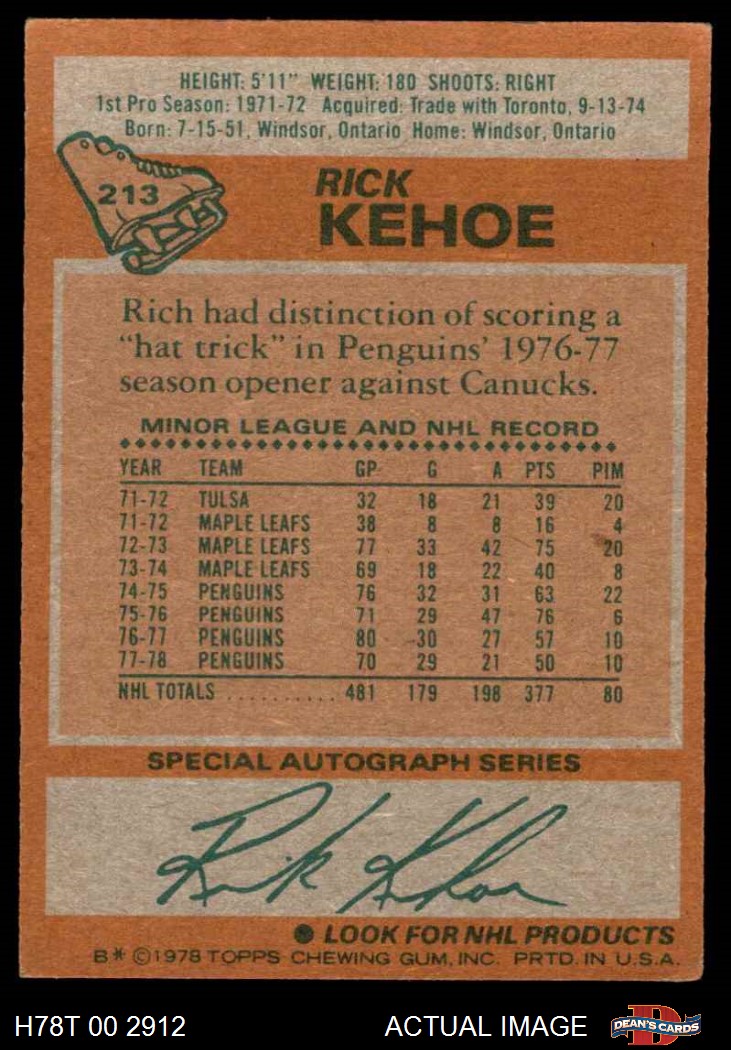 HEIGHT: 5'11" WEIGHT: 180 SHOOTS: RIGHT
1st Pro Season: 1971-72 Acquired: Trade with Toronto, 9-13-74
Born: 7-15-51, Windsor, Ontario Home: Windsor, Ontario
213
RICK
KEHOE
Rich had distinction of scoring a
"hat trick" in Penguins' 1976-77
season opener against Canucks.
MINOR LEAGUE AND NHL RECORD
YEAR TEAM GP G A PTS PIM
71-72 TULSA 32 18 21 39 20
71-72 MAPLE LEAFS 38 8 8 16 4
72-73 MAPLE LEAFS 77 33 42 75 20
73-74 MAPLE LEAFS 69 18 22 40 8
74-75 PENGUINS 76 32 31 63 22
75-76 PENGUINS 71 29 47 76 6
76-77 PENGUINS 80 30 27 57 10
77-78 PENGUINS 70 29 21 50 10
NHL TOTALS .......... 481 179 198 377 80
SPECIAL AUTOGRAPH SERIES
Rick Kehoe
● LOOK FOR NHL PRODUCTS
B* ©1978 TOPPS CHEWING GUM, INC. PRTD. IN U.S.A.
H78T 00 2912 ACTUAL IMAGE
D
DEAN'S CARDS